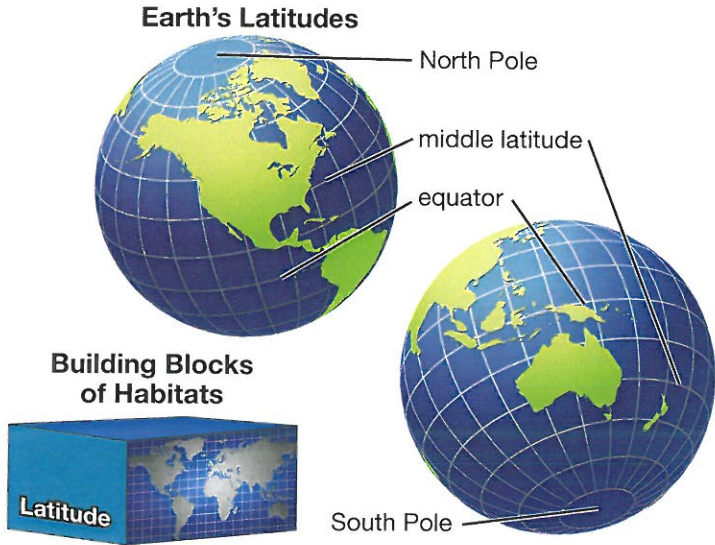 Earth's Latitudes
North Pole
middle latitude
equator
Building Blocks
of Habitats
Latitude
South Pole